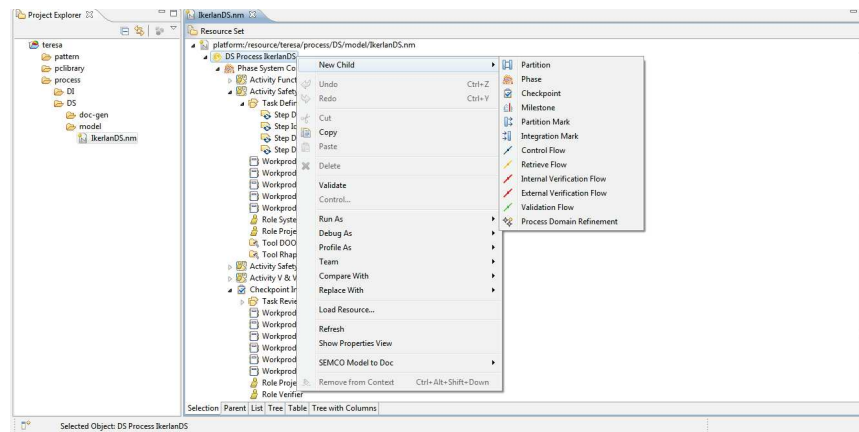 Project Explorer
teresa
pattern
pclibrary
process
DI
DS
doc-gen
model
IkerlanDS.nm
IkerlanDS.nm
Resource Set
platform:/resource/teresa/process/DS/model/IkerlanDS.nm
DS Process IkerlanDS
Phase System Co
Activity Funct
Activity Safety
Task Defin
Step D
Step Id
Step D
Step D
Workprod
Workprod
Workprod
Workprod
Workprod
Role Syste
Role Proje
Tool DOO
Tool Rhap
Activity Safety
Activity V & V
Checkpoint In
Task Revie
Workprod
Workprod
Workprod
Workprod
Workprod
Role Proje
Role Verifier
New Child
Undo Ctrl+Z
Redo Ctrl+Y
Cut
Copy
Paste
Delete
Validate
Control...
Run As
Debug As
Profile As
Team
Compare With
Replace With
Load Resource...
Refresh
Show Properties View
SEMCO Model to Doc
Remove from Context Ctrl+Alt+Shift+Down
Partition
Phase
Checkpoint
Milestone
Partition Mark
Integration Mark
Control Flow
Retrieve Flow
Internal Verification Flow
External Verification Flow
Validation Flow
Process Domain Refinement
Selection Parent List Tree Table Tree with Columns
Selected Object: DS Process IkerlanDS